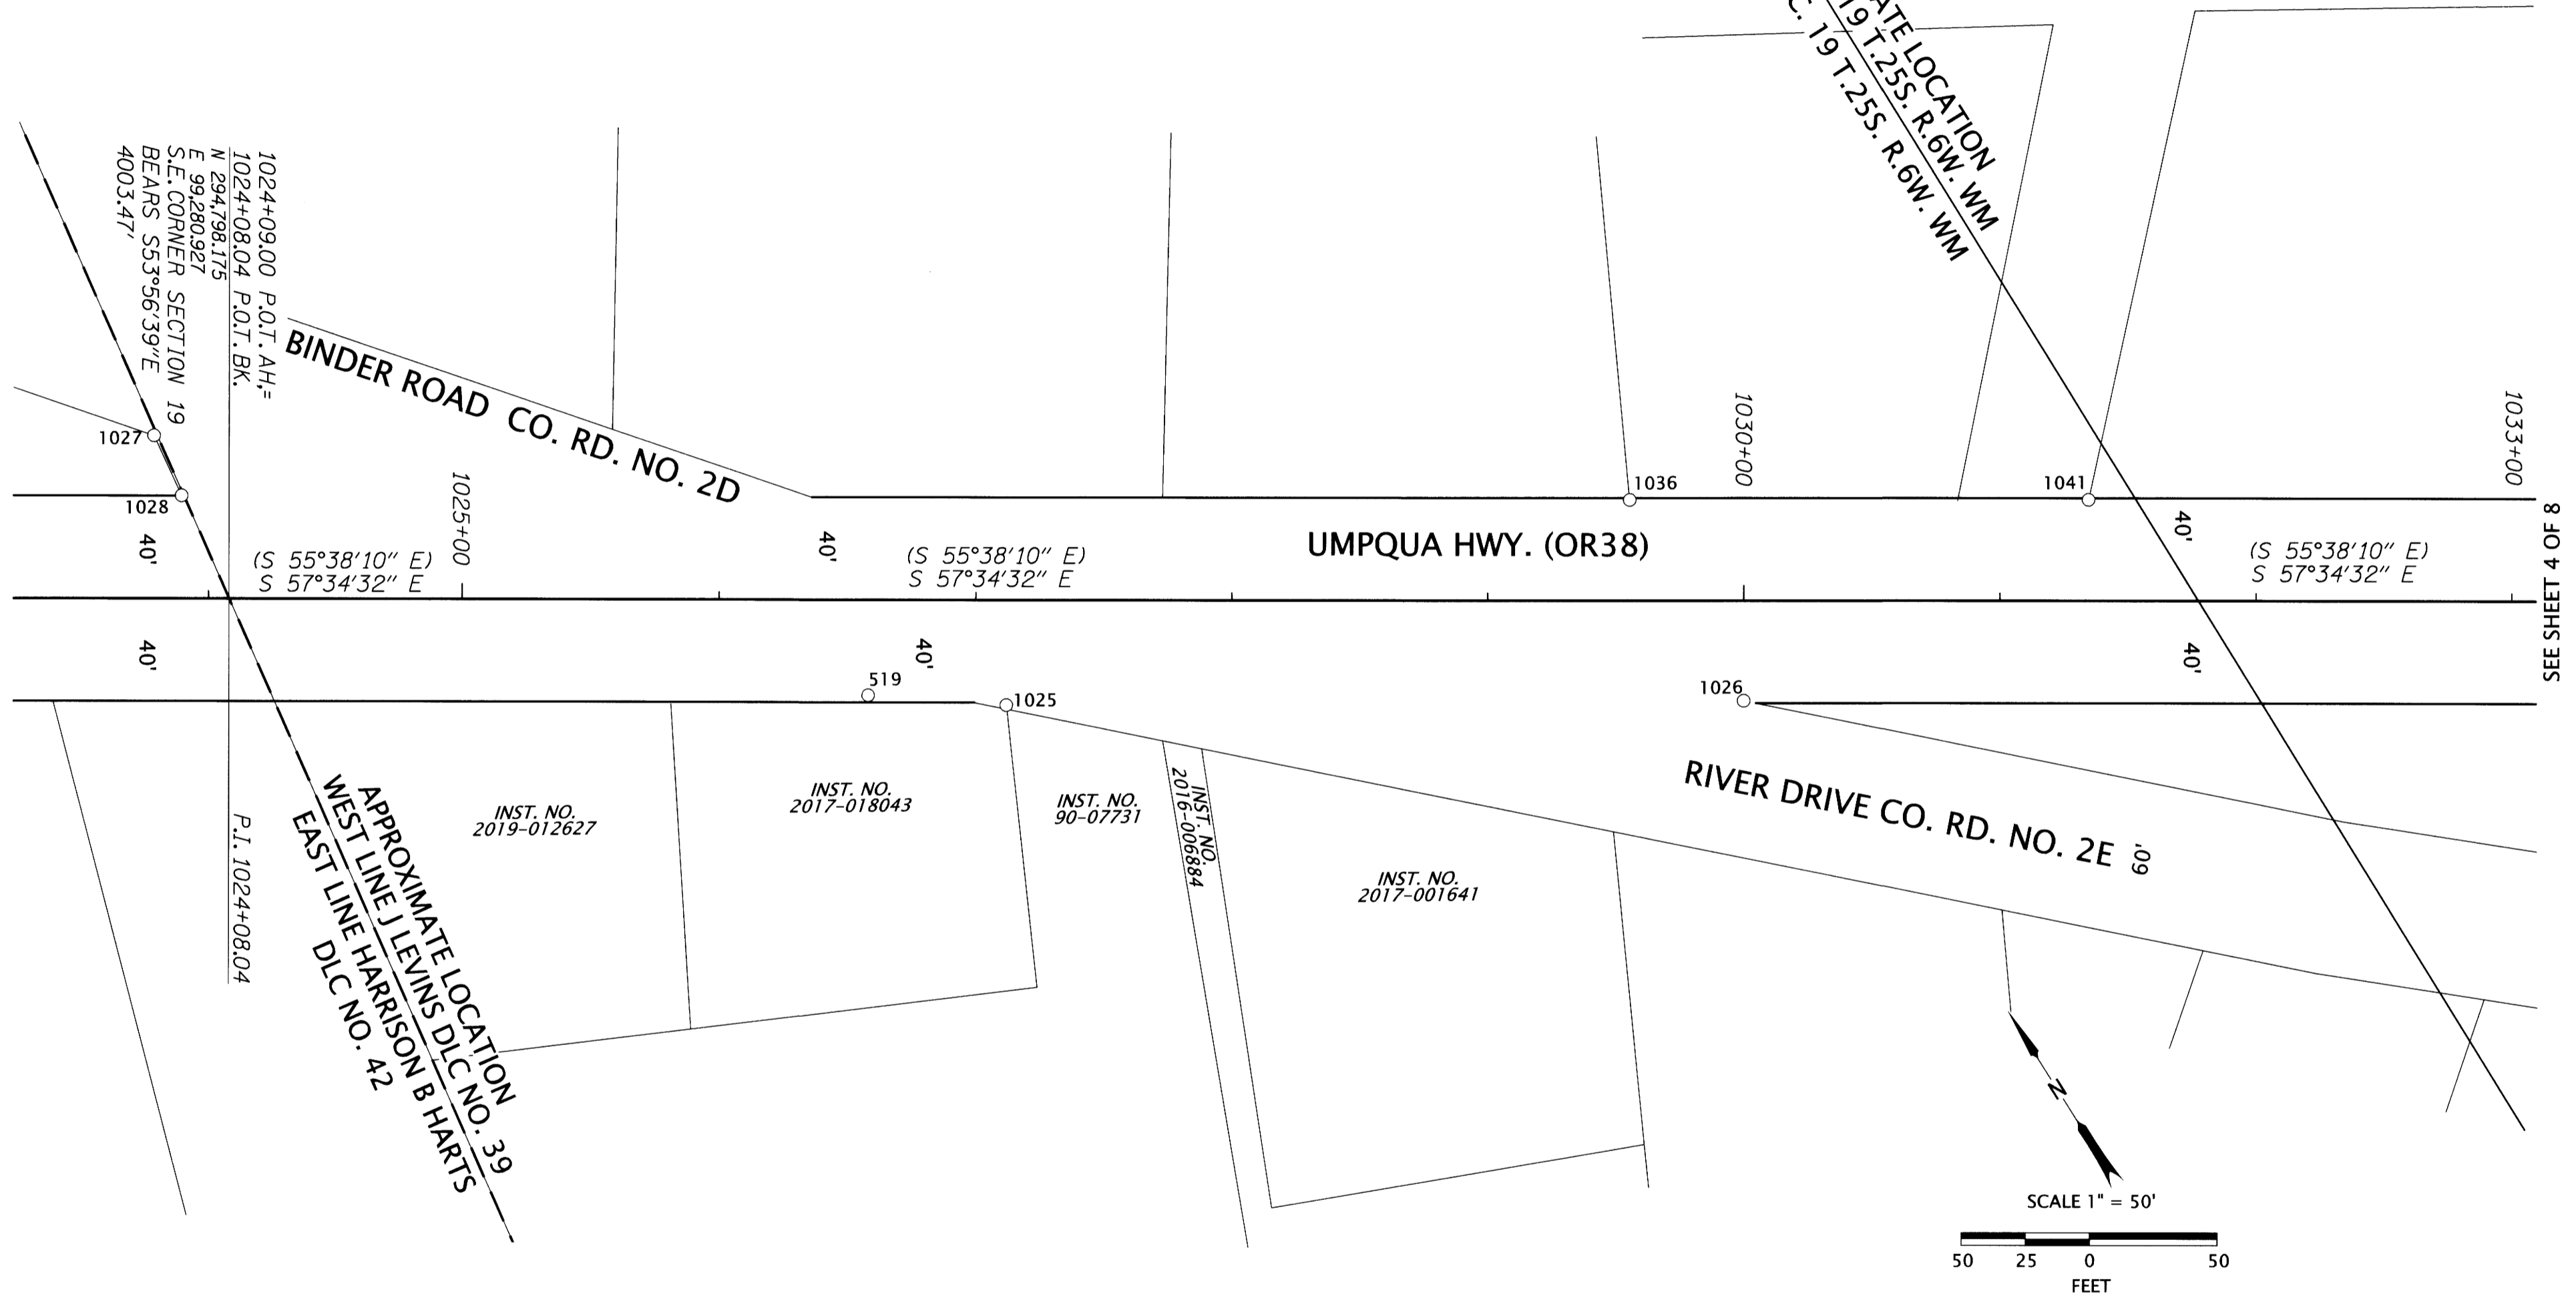 ATE LOCATION
19 T.25S. R.6W. WM
C. 19 T.25S. R.6W. WM
1024+09.00 P.O.T. AH.=
1024+08.04 P.O.T. BK.
N 294,798.175
E 99,280.927
S.E. CORNER SECTION 19
BEARS S53°56'39"E
4003.47'
BINDER ROAD CO. RD. NO. 2D
1027
1028
1025+00
1030+00
1033+00
1036
1041
40'
40'
40'
UMPQUA HWY. (OR38)
(S 55°38'10" E)
S 57°34'32" E
(S 55°38'10" E)
S 57°34'32" E
(S 55°38'10" E)
S 57°34'32" E
SEE SHEET 4 OF 8
40'
40'
40'
519
1025
1026
INST. NO.
2019-012627
INST. NO.
2017-018043
INST. NO.
90-07731
INST. NO.
2016-006884
INST. NO.
2017-001641
RIVER DRIVE CO. RD. NO. 2E
60'
P.I. 1024+08.04
APPROXIMATE LOCATION
WEST LINE J LEVINS DLC NO. 39
EAST LINE HARRISON B HARTS
DLC NO. 42
N
SCALE 1" = 50'
50 25 0 50
FEET